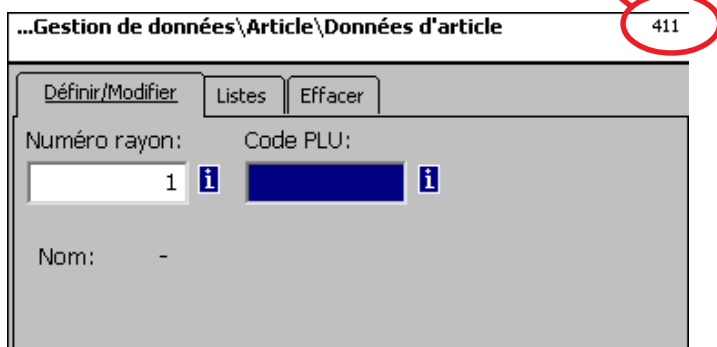 ...Gestion de données\Article\Données d'article 411
Définir/Modifier Listes Effacer
Numéro rayon: Code PLU:
1 i i
Nom: -